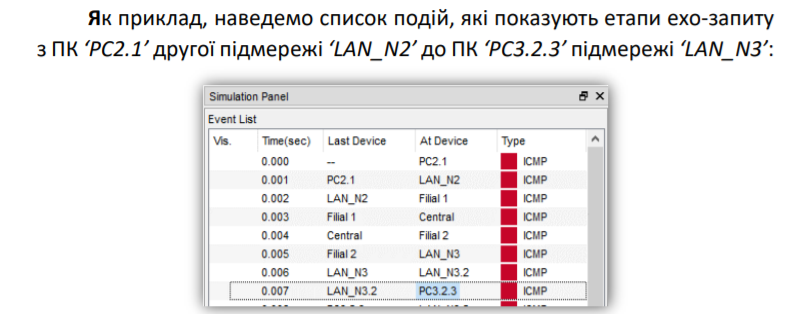 Як приклад, наведемо список подій, які показують етапи ехо-запиту
з ПК ‘PC2.1’ другої підмережі ‘LAN_N2’ до ПК ‘PC3.2.3’ підмережі ‘LAN_N3’:
Simulation Panel
Event List
Vis. Time(sec) Last Device At Device Type
0.000 -- PC2.1 ICMP
0.001 PC2.1 LAN_N2 ICMP
0.002 LAN_N2 Filial 1 ICMP
0.003 Filial 1 Central ICMP
0.004 Central Filial 2 ICMP
0.005 Filial 2 LAN_N3 ICMP
0.006 LAN_N3 LAN_N3.2 ICMP
0.007 LAN_N3.2 PC3.2.3 ICMP